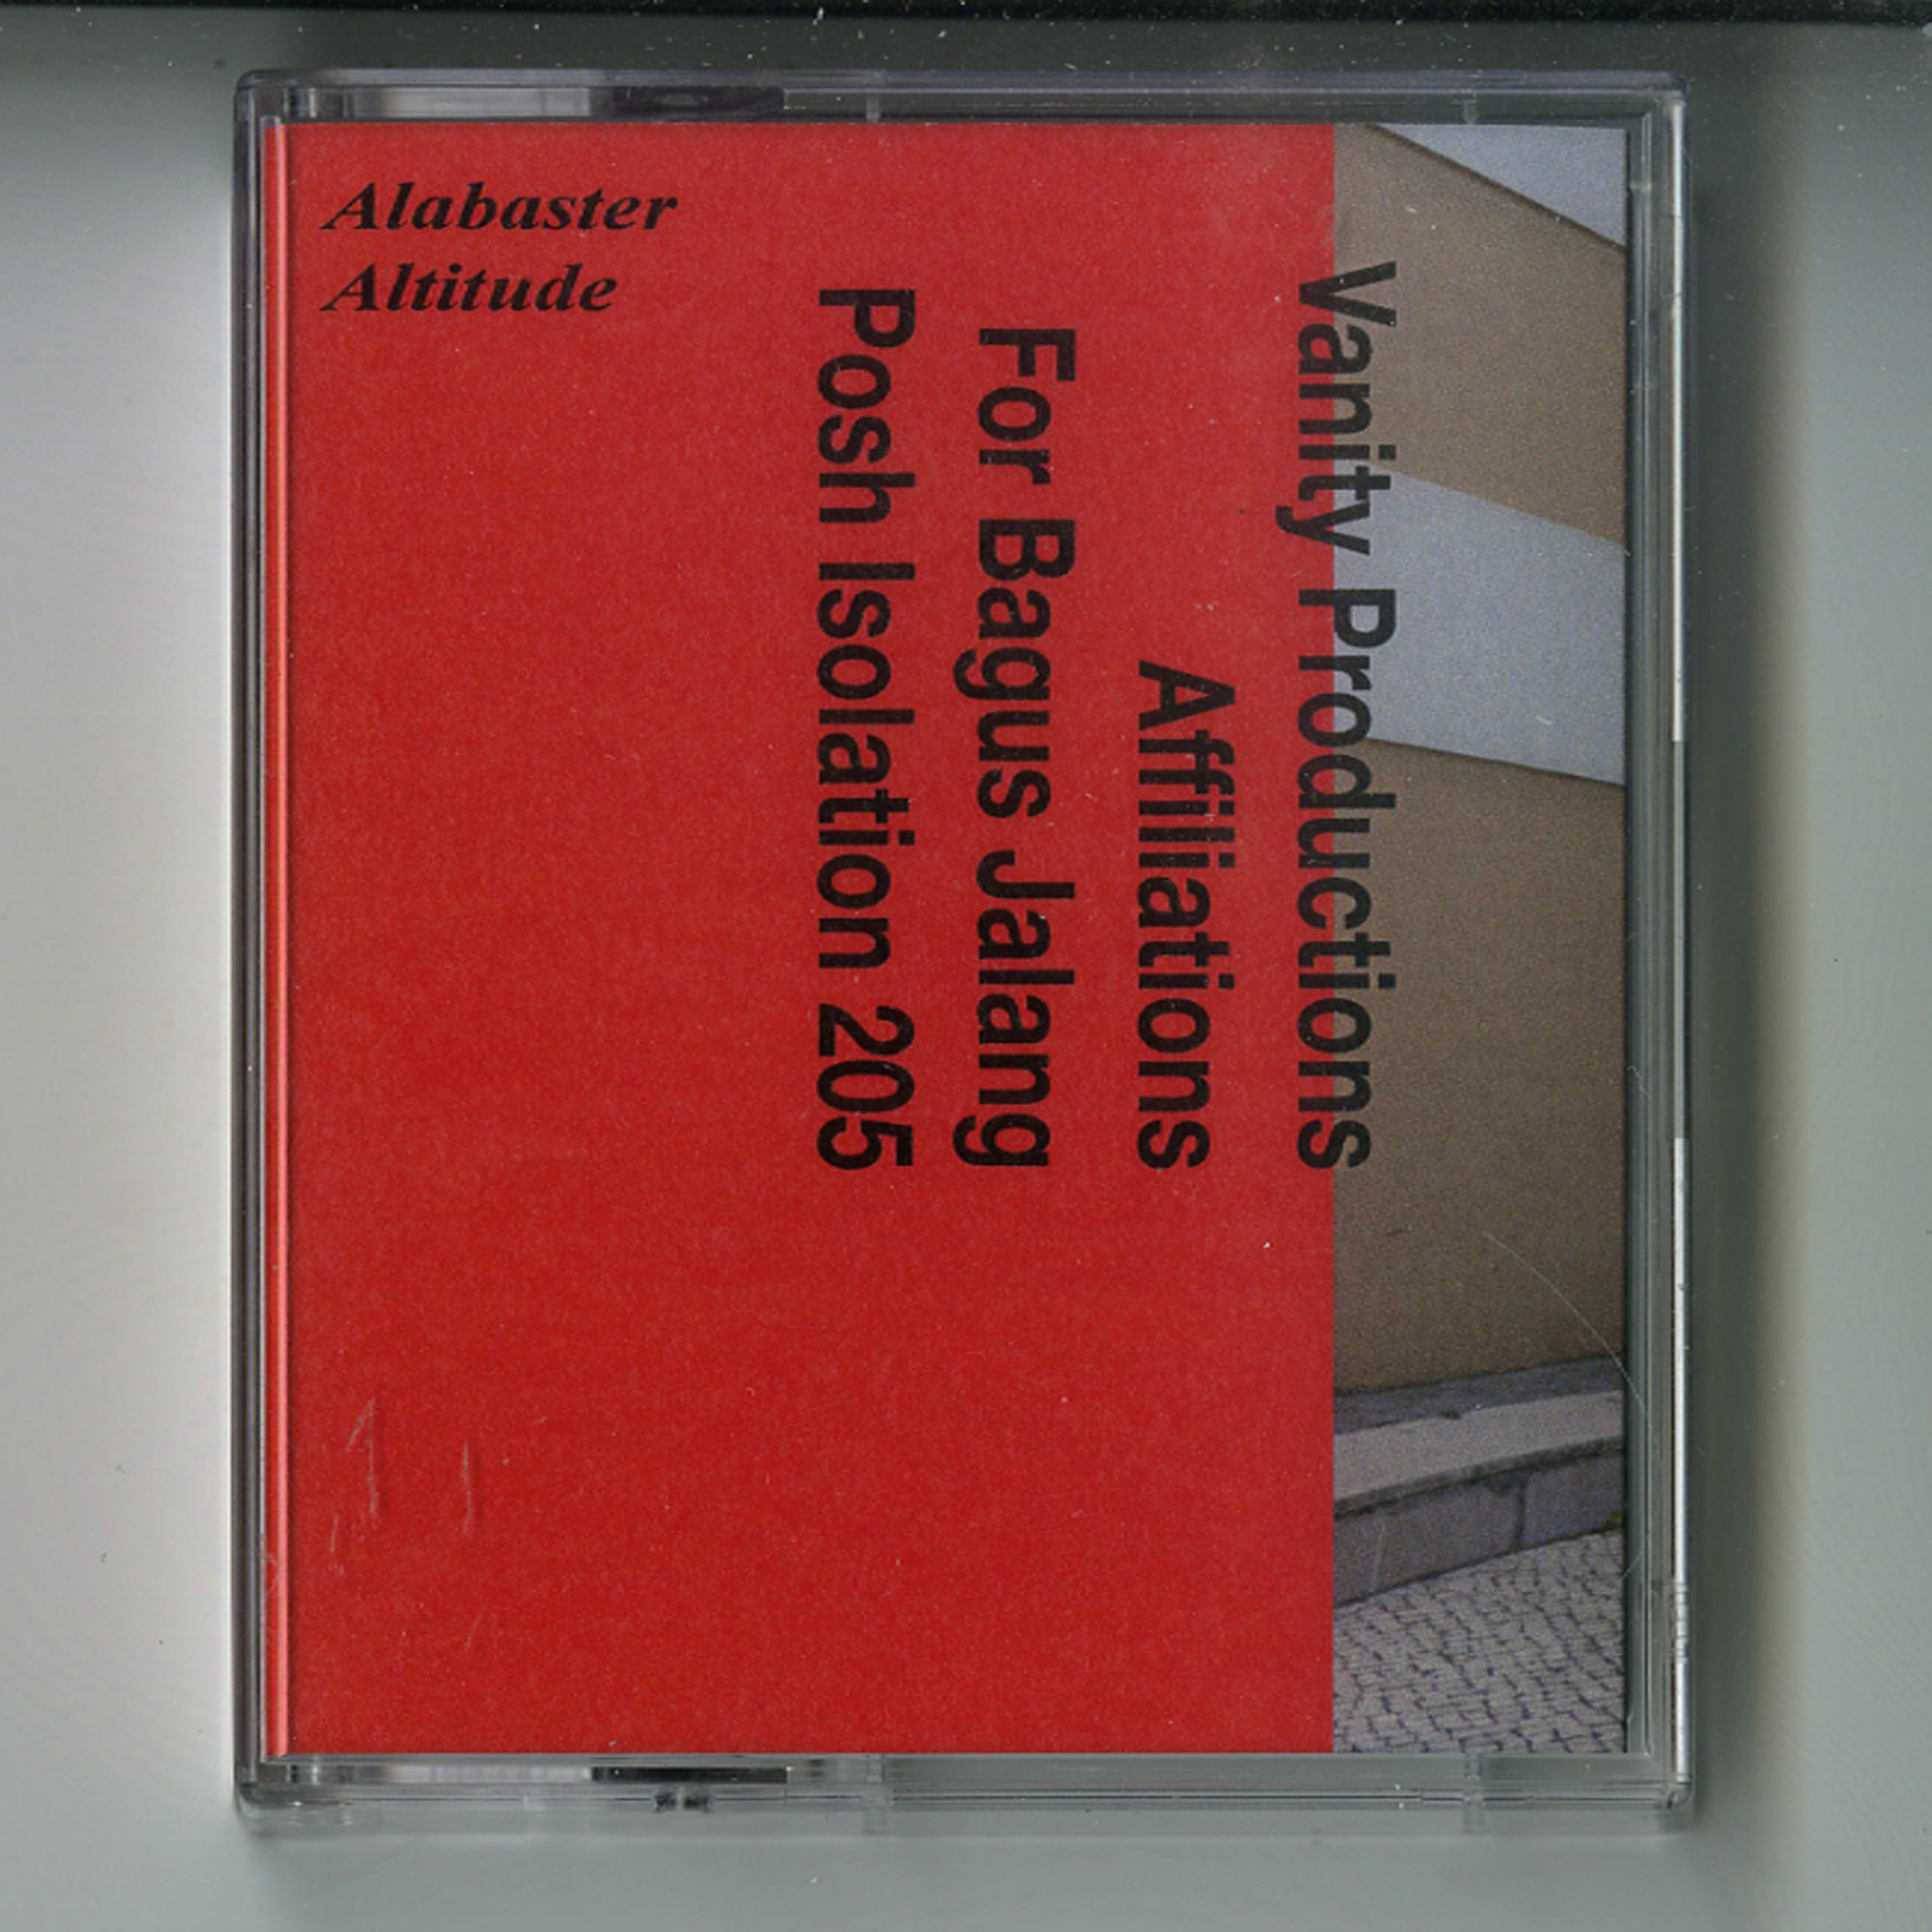 Alabaster
Altitude
Vanity Productions
Affiliations
For Bagus Jalang
Posh Isolation 205